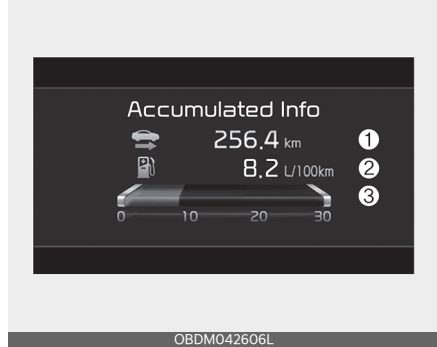 Accumulated Info
256.4 km ①
8.2 L/100km ②
③
0 10 20 30
OBDM042606L